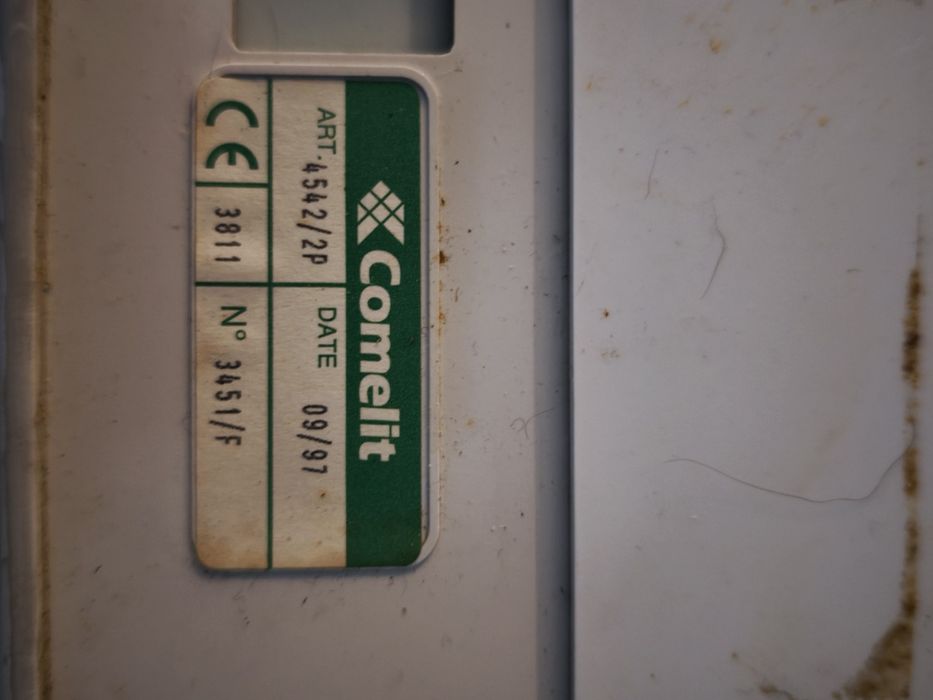 Comelit
ART. 4542/2P DATE 09/97
CE 3811 N° 3451/F